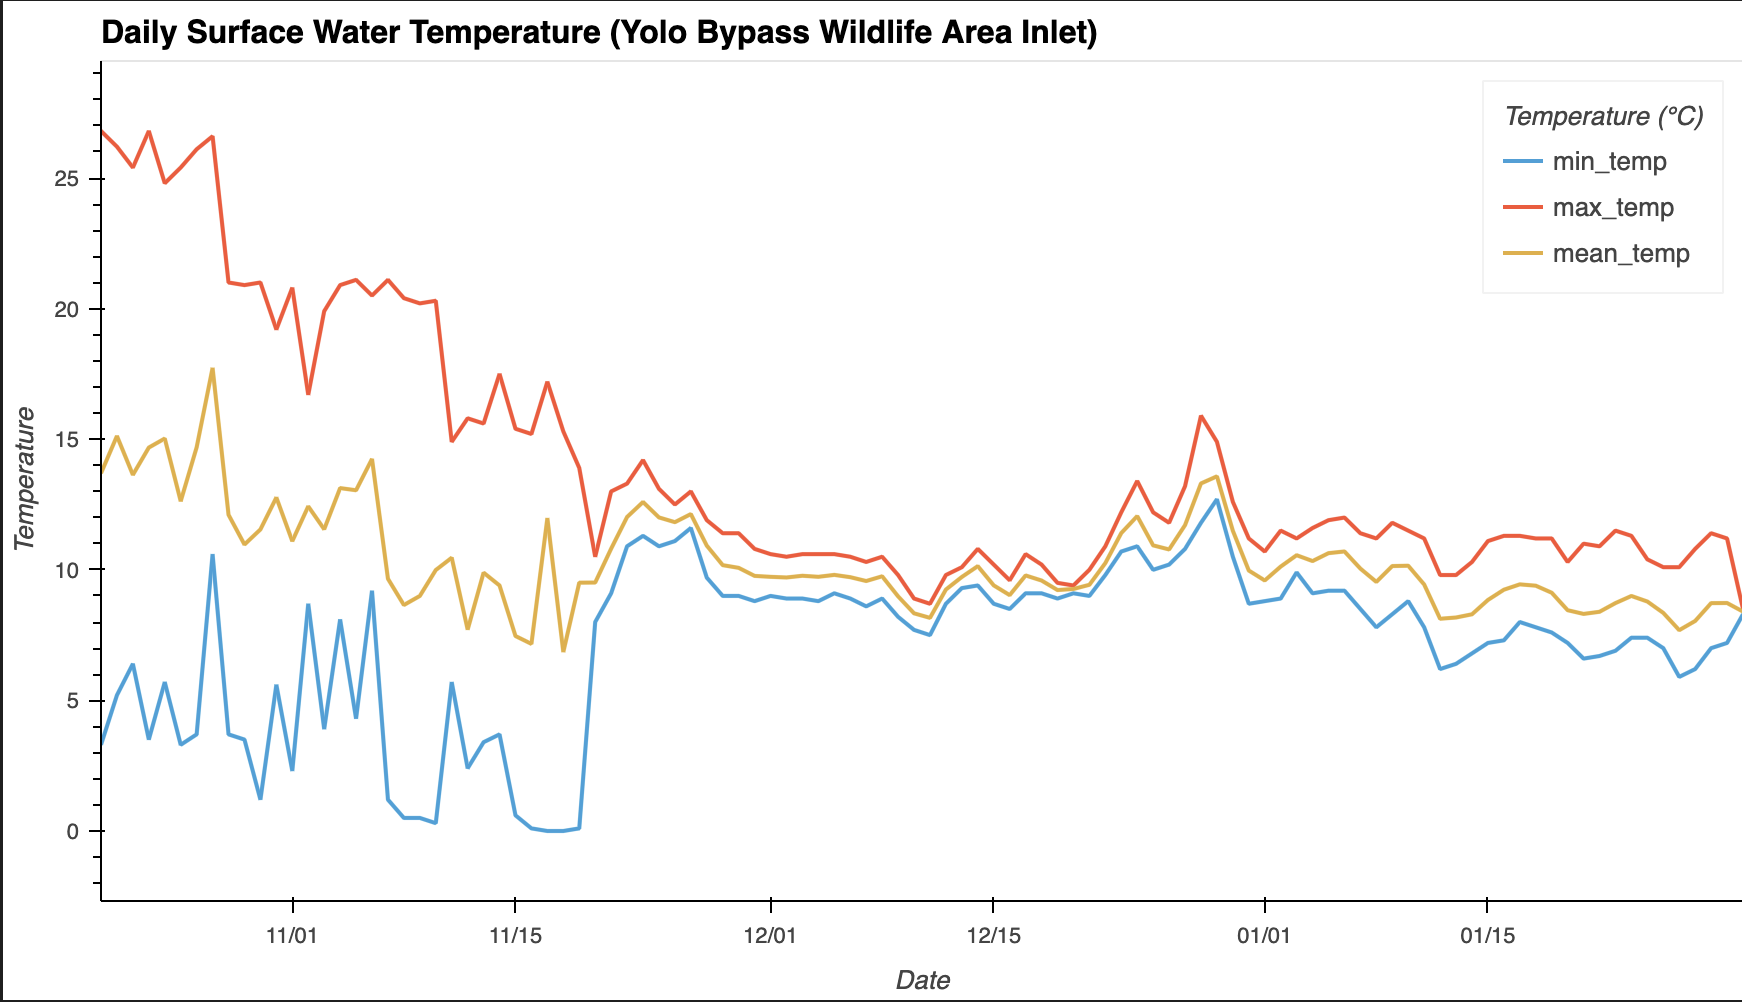 Daily Surface Water Temperature (Yolo Bypass Wildlife Area Inlet)
Temperature (°C)
min_temp
max_temp
mean_temp
Temperature
25
20
15
10
5
0
11/01
11/15
12/01
12/15
01/01
01/15
Date